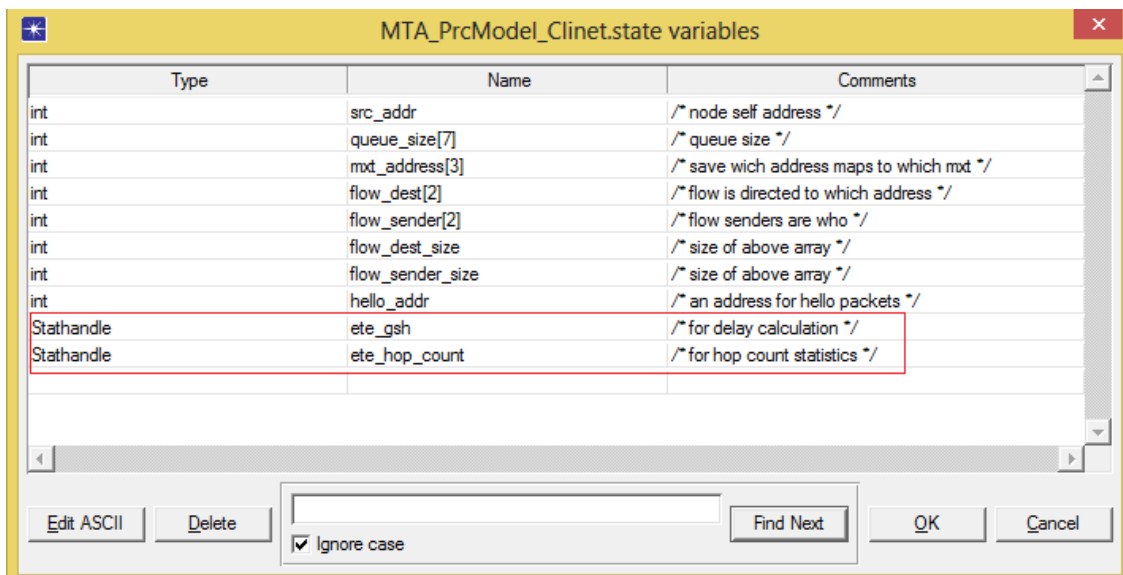 MTA_PrcModel_Clinet.state variables
Type Name Comments
int src_addr /* node self address */
int queue_size[7] /* queue size */
int mxt_address[3] /* save wich address maps to which mxt */
int flow_dest[2] /* flow is directed to which address */
int flow_sender[2] /* flow senders are who */
int flow_dest_size /* size of above array */
int flow_sender_size /* size of above array */
int hello_addr /* an address for hello packets */
Stathandle ete_gsh /* for delay calculation */
Stathandle ete_hop_count /* for hop count statistics */
Edit ASCII Delete Find Next OK Cancel
Ignore case